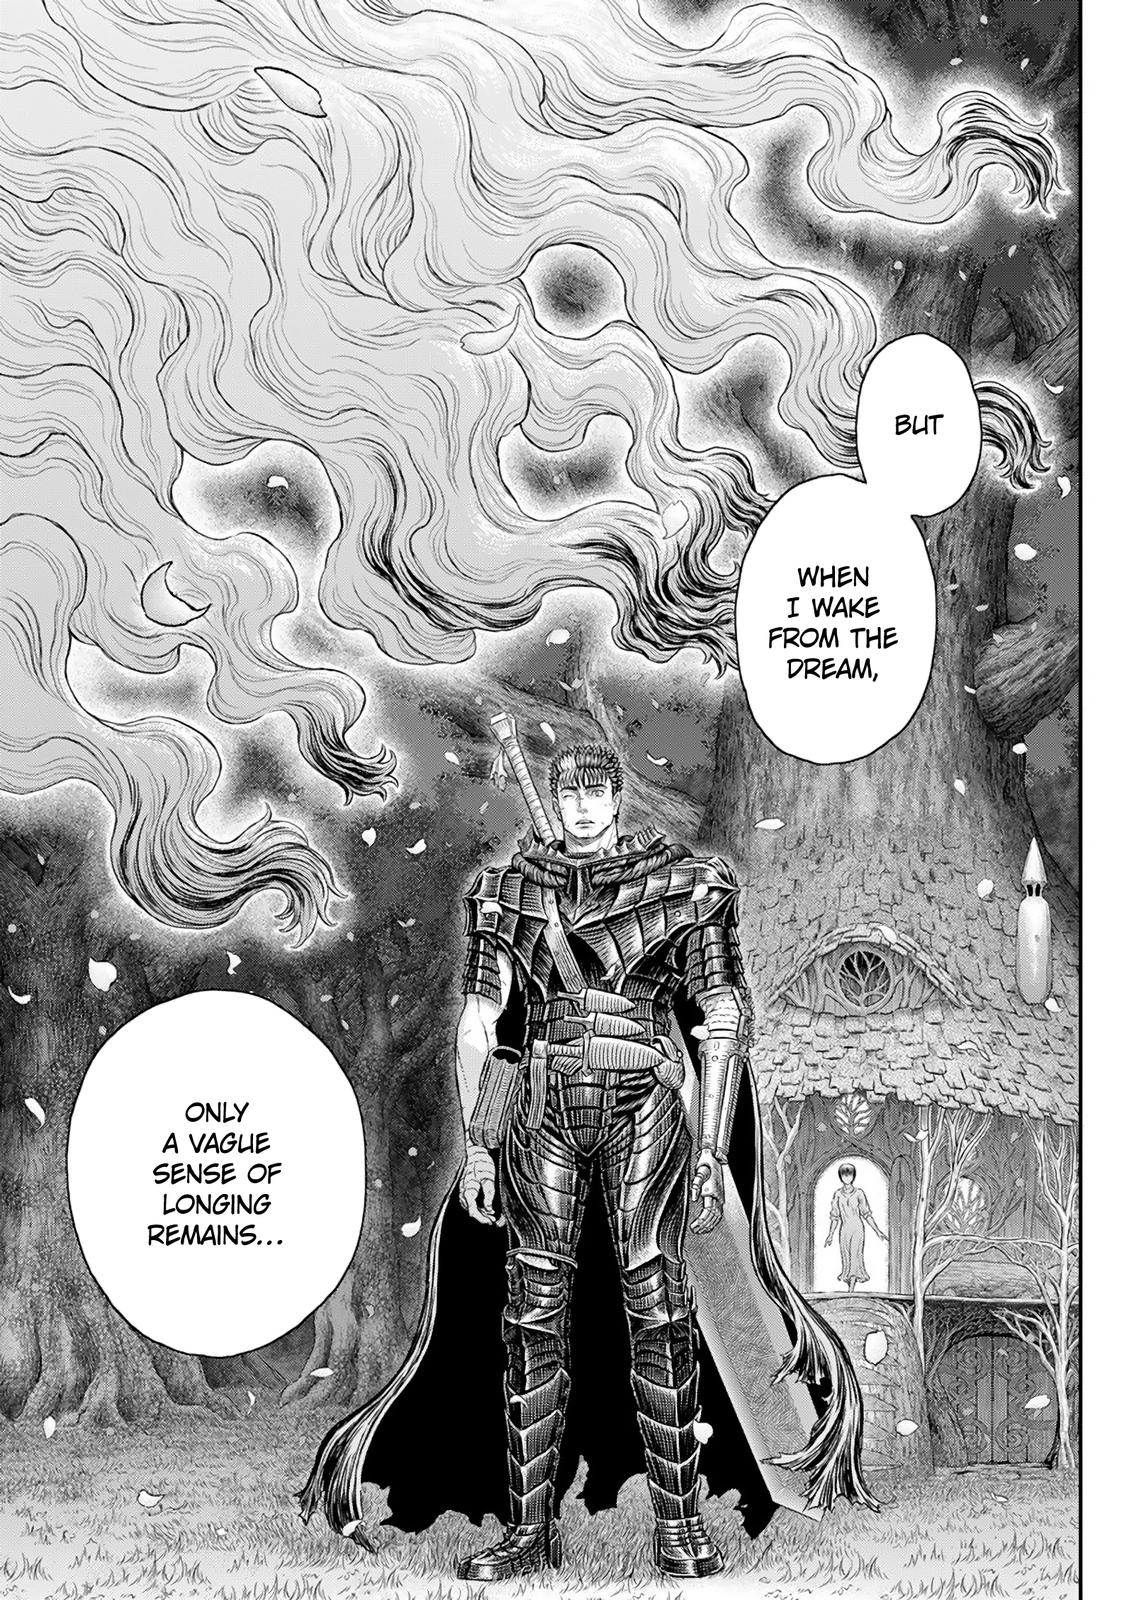 BUT
WHEN
I WAKE
FROM THE
DREAM,
ONLY
A VAGUE
SENSE OF
LONGING
REMAINS...